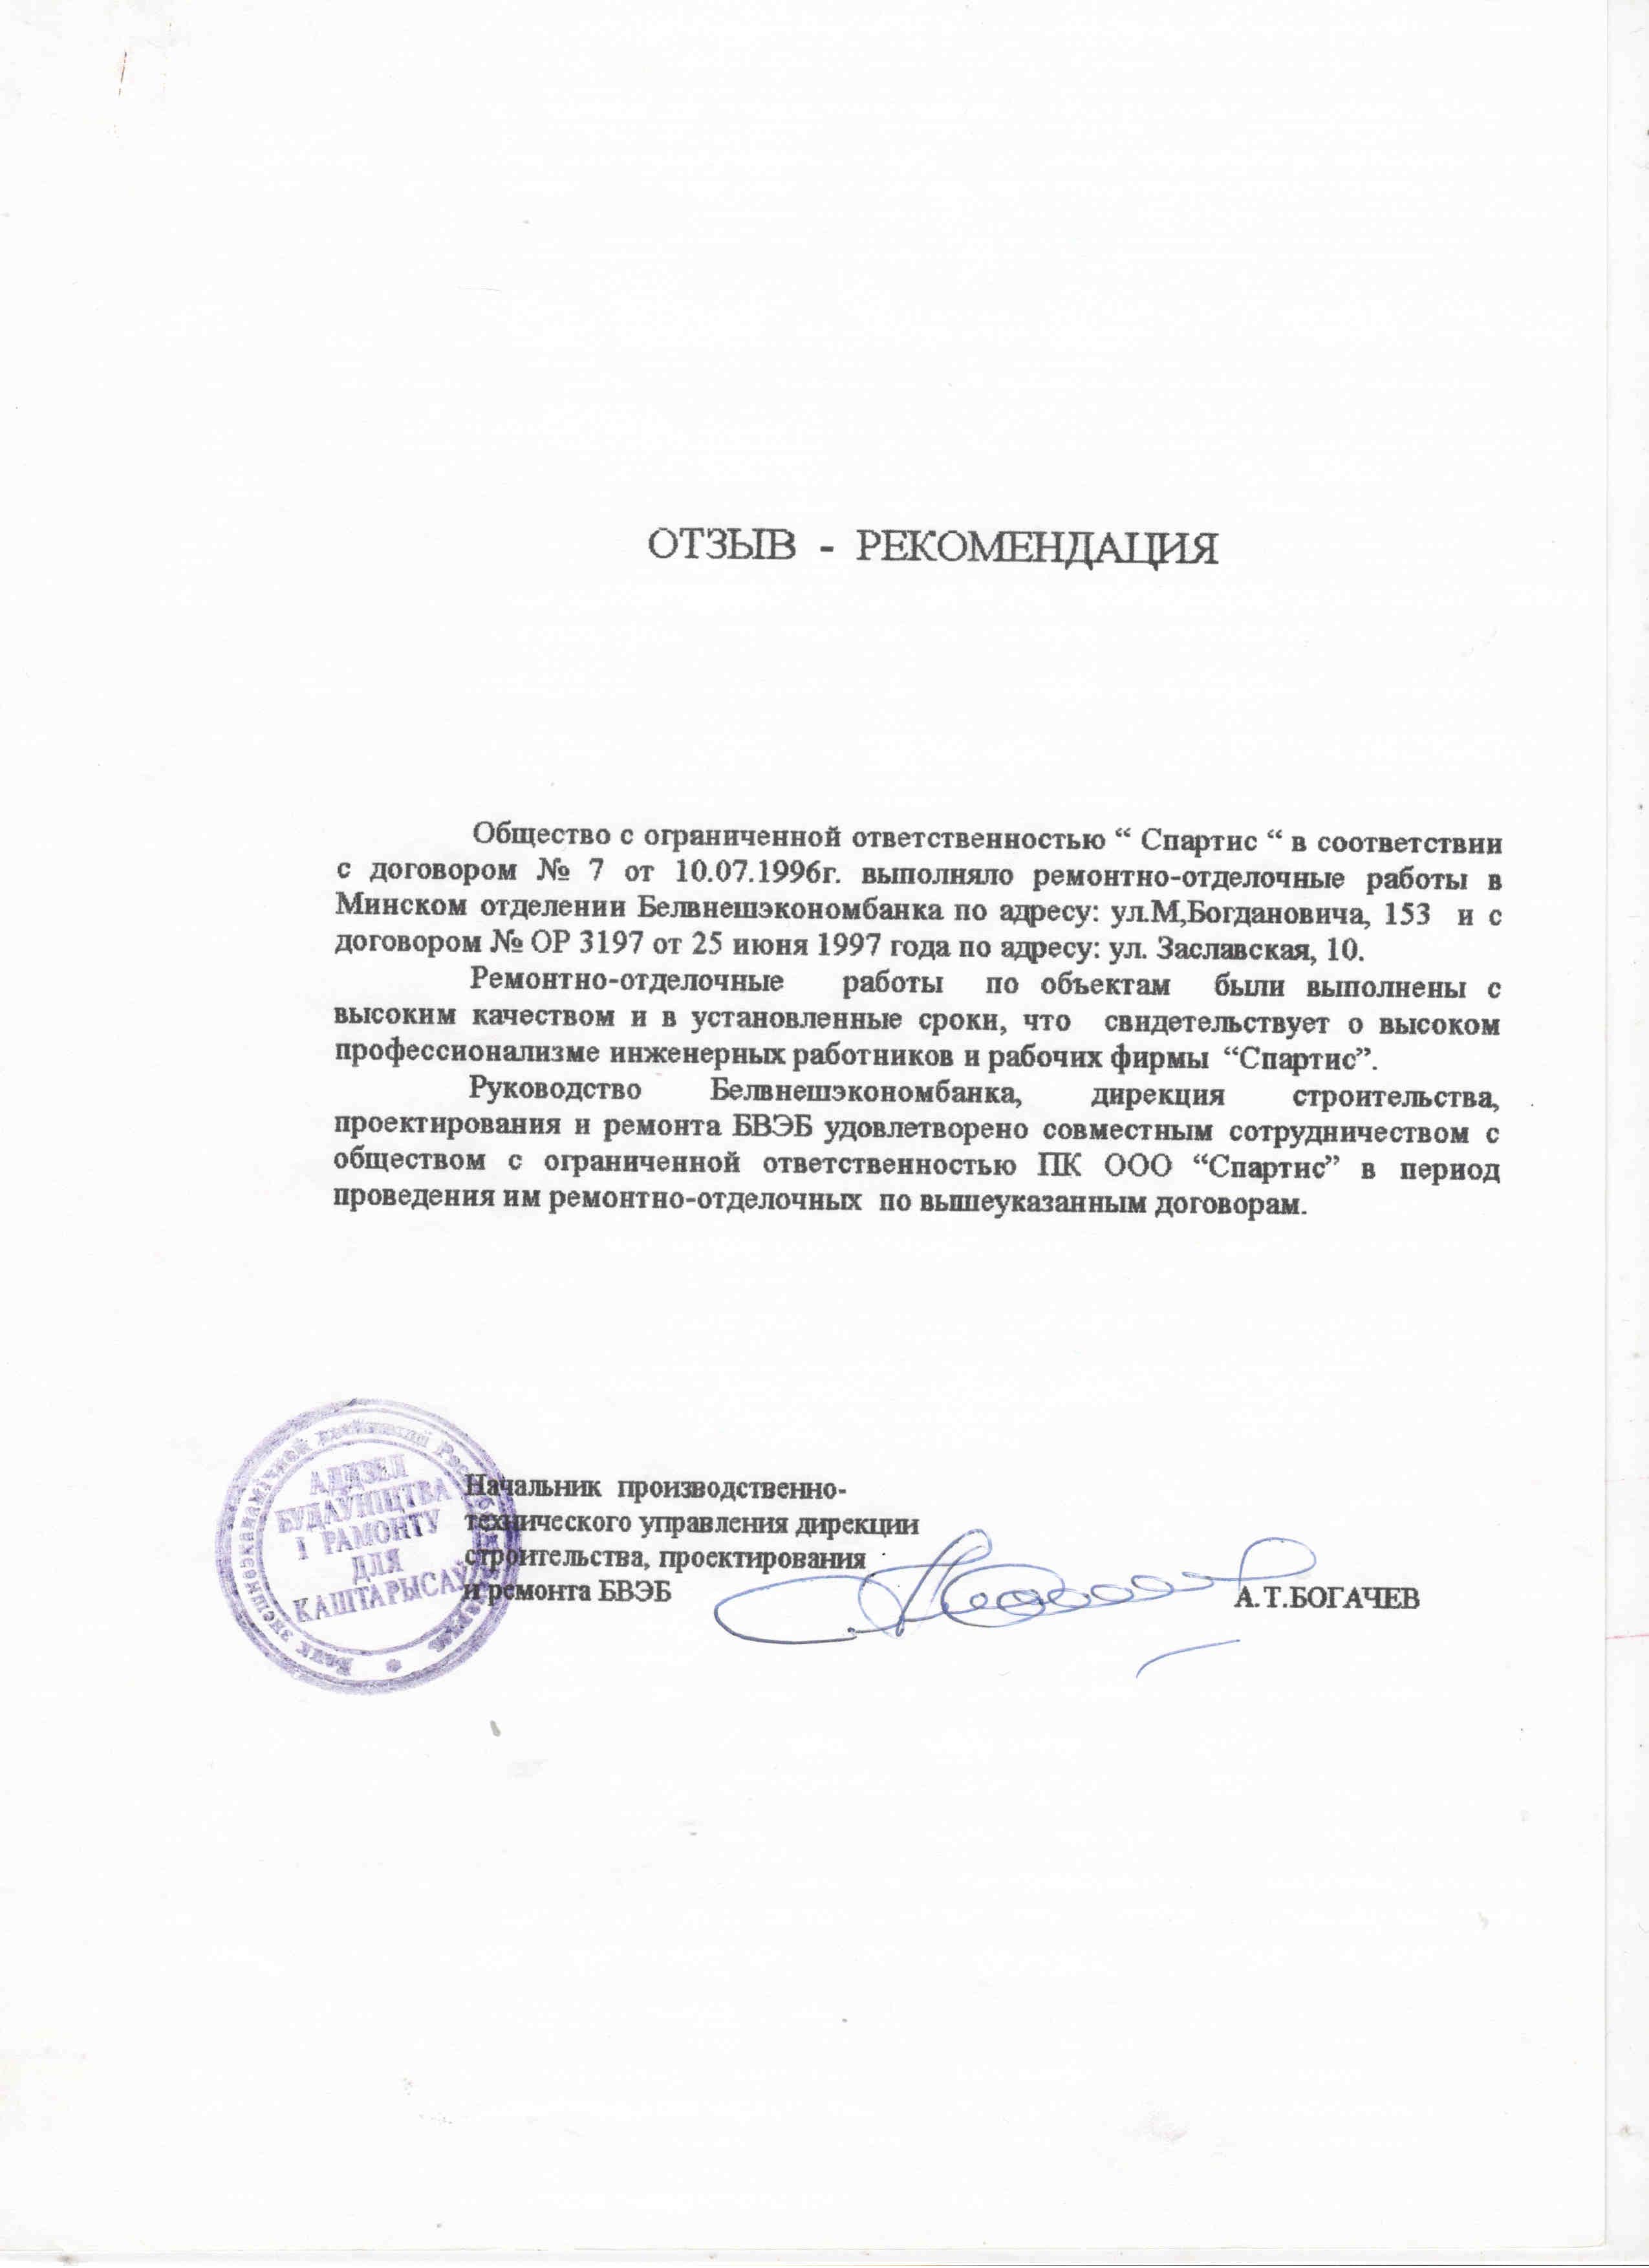 ОТЗЫВ - РЕКОМЕНДАЦИЯ
Общество с ограниченной ответственностью “ Спартис “ в соответствии
с договором № 7 от 10.07.1996г. выполняло ремонтно-отделочные работы в
Минском отделении Белвнешэкономбанка по адресу: ул.М,Богдановича, 153 и с
договором № ОР 3197 от 25 июня 1997 года по адресу: ул. Заславская, 10.
Ремонтно-отделочные работы по объектам были выполнены с
высоким качеством и в установленные сроки, что свидетельствует о высоком
профессионализме инженерных работников и рабочих фирмы “Спартис”.
Руководство Белвнешэкономбанка, дирекция строительства,
проектирования и ремонта БВЭБ удовлетворено совместным сотрудничеством с
обществом с ограниченной ответственностью ПК ООО “Спартис” в период
проведения им ремонтно-отделочных по вышеуказанным договорам.
Начальник производственно-
технического управления дирекции
строительства, проектирования
и ремонта БВЭБ
А.Т.БОГАЧЕВ
АДДЗЕЛ
БУДАЎНІЦТВА
І РАМОНТУ
ДЛЯ
КАШТАРЫСАЎ
Банк знешнеэканамічнай